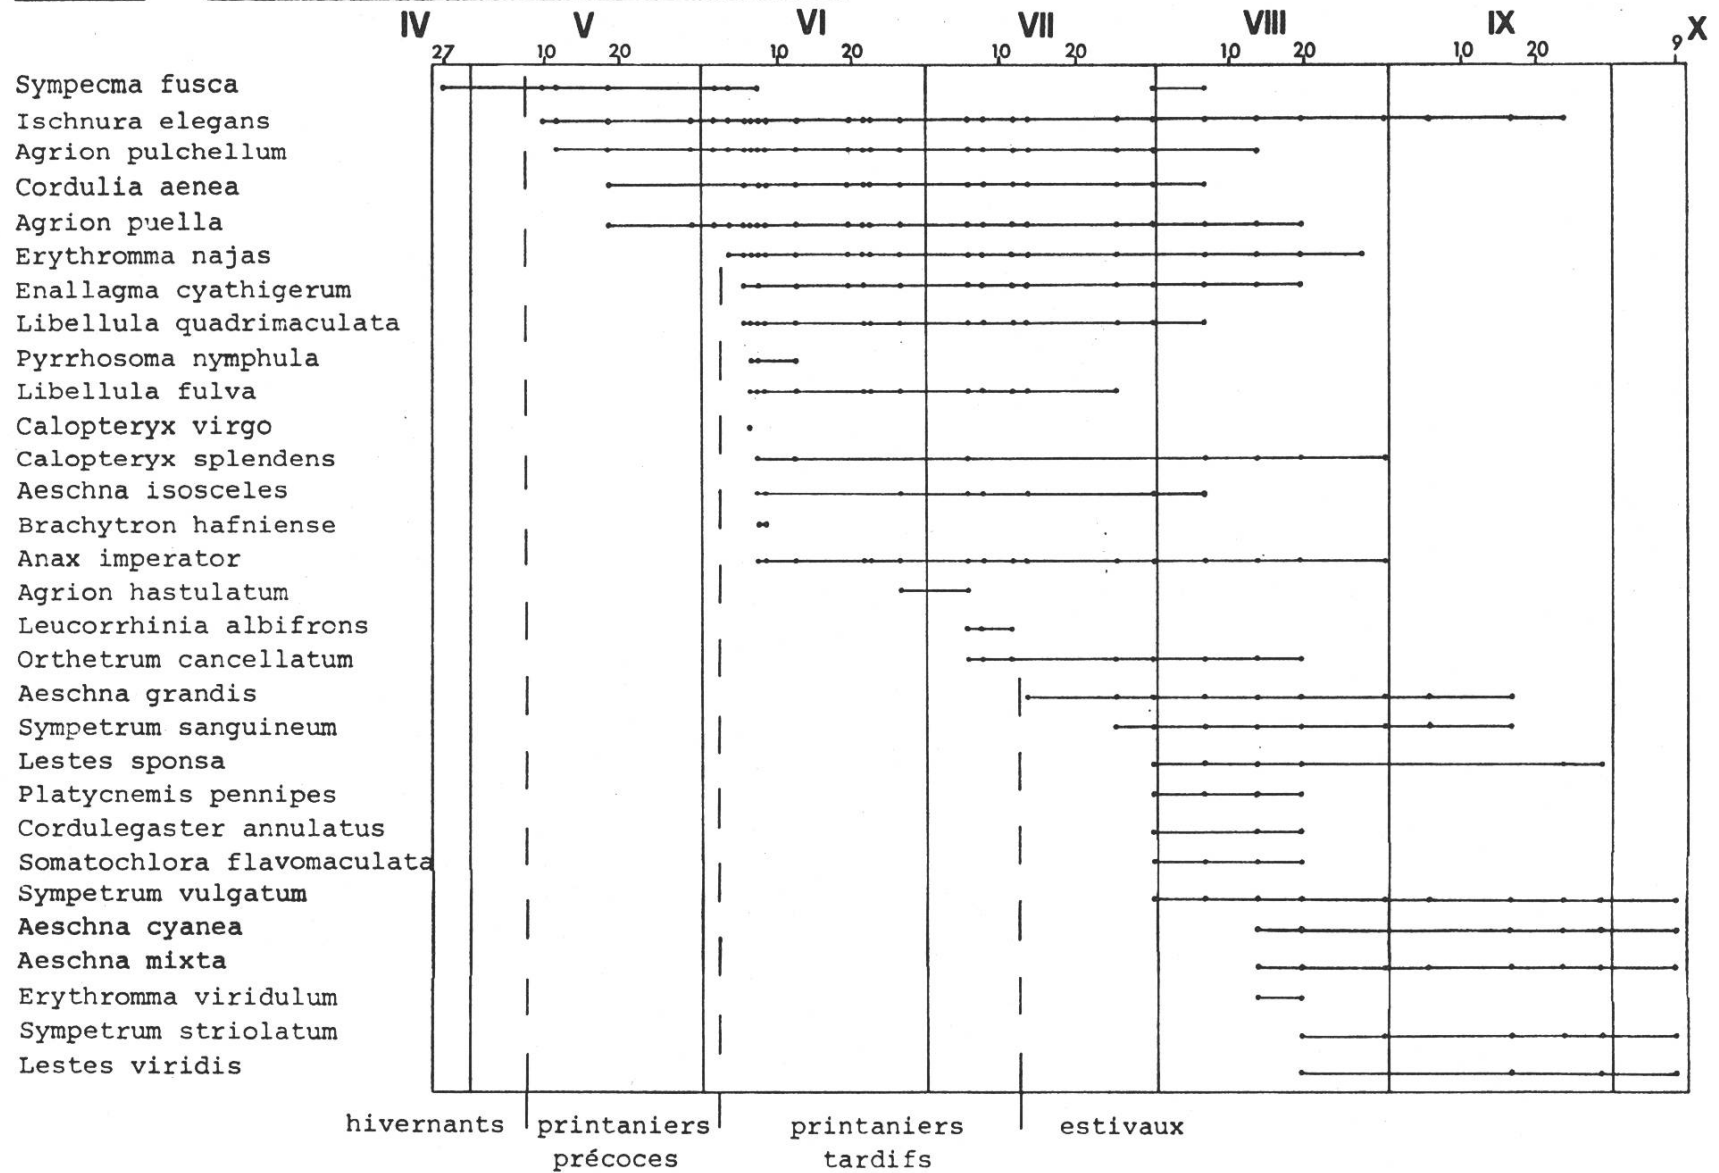 IV V VI VII VIII IX X
27 10 20 10 20 10 20 10 20 10 20 9
Sympecma fusca
Ischnura elegans
Agrion pulchellum
Cordulia aenea
Agrion puella
Erythromma najas
Enallagma cyathigerum
Libellula quadrimaculata
Pyrrhosoma nymphula
Libellula fulva
Calopteryx virgo
Calopteryx splendens
Aeschna isosceles
Brachytron hafniense
Anax imperator
Agrion hastulatum
Leucorrhinia albifrons
Orthetrum cancellatum
Aeschna grandis
Sympetrum sanguineum
Lestes sponsa
Platycnemis pennipes
Cordulegaster annulatus
Somatochlora flavomaculata
Sympetrum vulgatum
Aeschna cyanea
Aeschna mixta
Erythromma viridulum
Sympetrum striolatum
Lestes viridis
hivernants printaniers printaniers estivaux
précoces tardifs